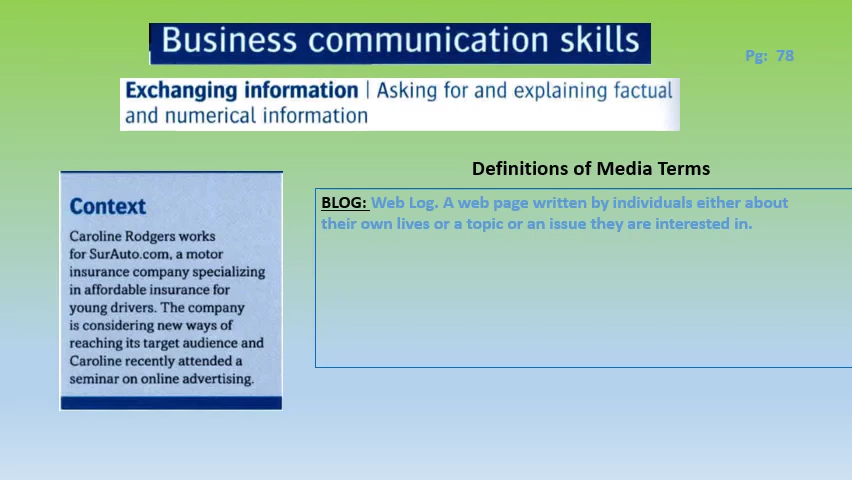 Business communication skills
Pg: 78
Exchanging information | Asking for and explaining factual
and numerical information
Definitions of Media Terms
BLOG: Web Log. A web page written by individuals either about
their own lives or a topic or an issue they are interested in.
Context
Caroline Rodgers works
for SurAuto.com, a motor
insurance company specializing
in affordable insurance for
young drivers. The company
is considering new ways of
reaching its target audience and
Caroline recently attended a
seminar on online advertising.